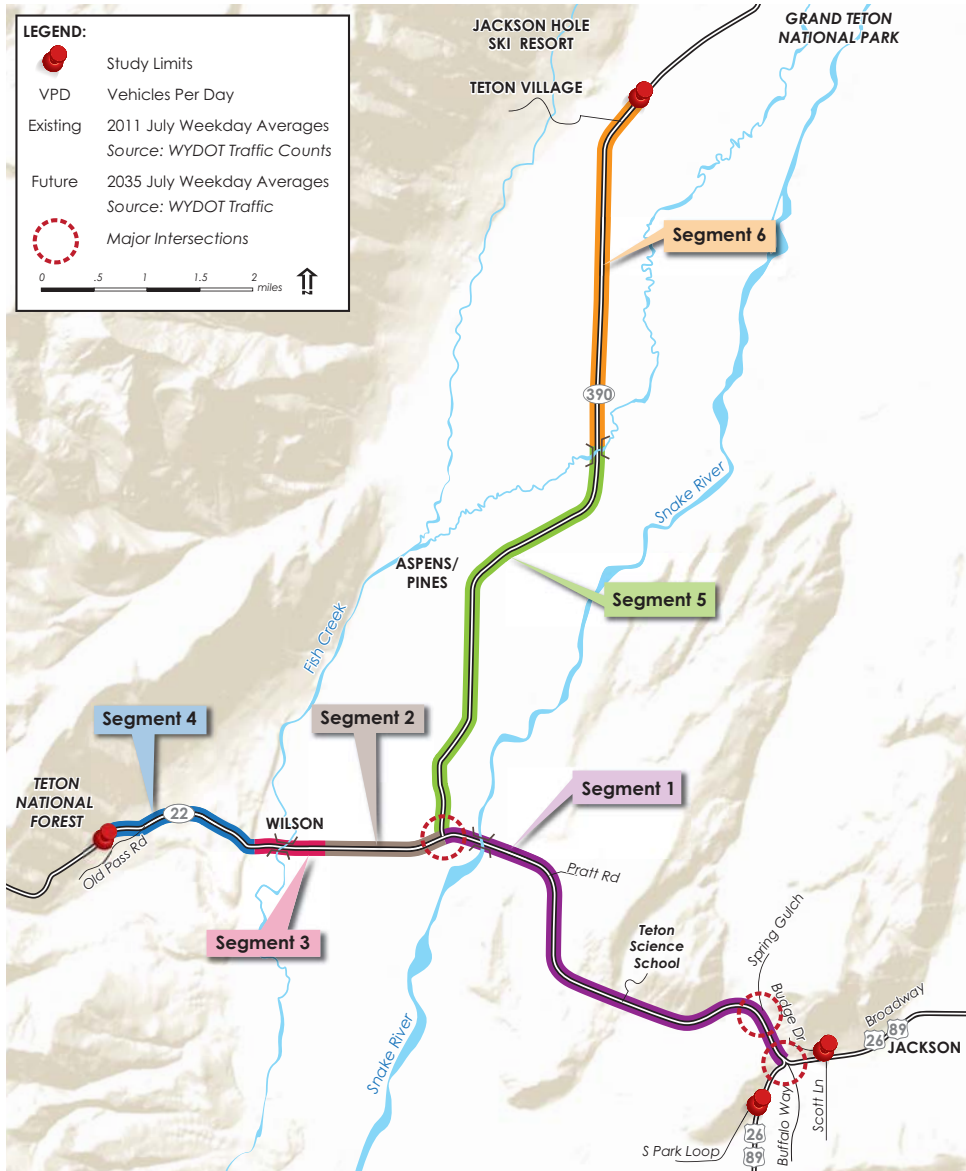 LEGEND:
Study Limits
VPD Vehicles Per Day
Existing 2011 July Weekday Averages
Source: WYDOT Traffic Counts
Future 2035 July Weekday Averages
Source: WYDOT Traffic
Major Intersections
0 .5 1 1.5 2
miles
N
JACKSON HOLE
SKI RESORT
GRAND TETON
NATIONAL PARK
TETON VILLAGE
Segment 6
390
Snake River
ASPENS/
PINES
Segment 5
Fish Creek
Segment 4
Segment 2
Segment 1
TETON
NATIONAL
FOREST
22
WILSON
Old Pass Rd
Pratt Rd
Segment 3
Teton
Science
School
Spring Gulch
Budge Dr
Broadway
26
89
JACKSON
Snake River
S Park Loop
26
89
Buffalo Way
Scott Ln